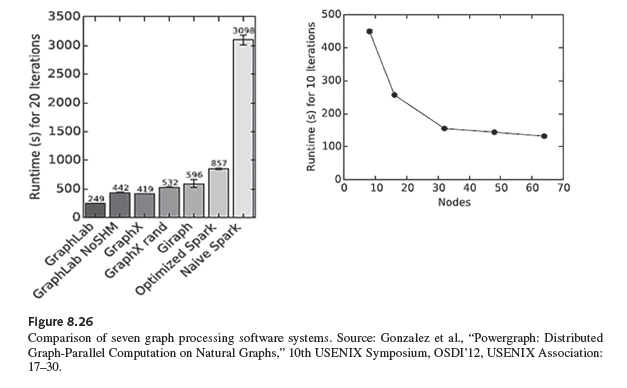 3500
3000
2500
2000
1500
1000
500
0
Runtime (s) for 20 Iterations
249
442
419
532
596
857
3098
GraphLab
GraphLab NoSHM
GraphX
GraphX rand
Giraph
Optimized Spark
Naive Spark
500
400
300
200
100
0
Runtime (s) for 10 Iterations
0 10 20 30 40 50 60 70
Nodes
Figure 8.26
Comparison of seven graph processing software systems. Source: Gonzalez et al., “Powergraph: Distributed
Graph-Parallel Computation on Natural Graphs,” 10th USENIX Symposium, OSDI’12, USENIX Association:
17–30.